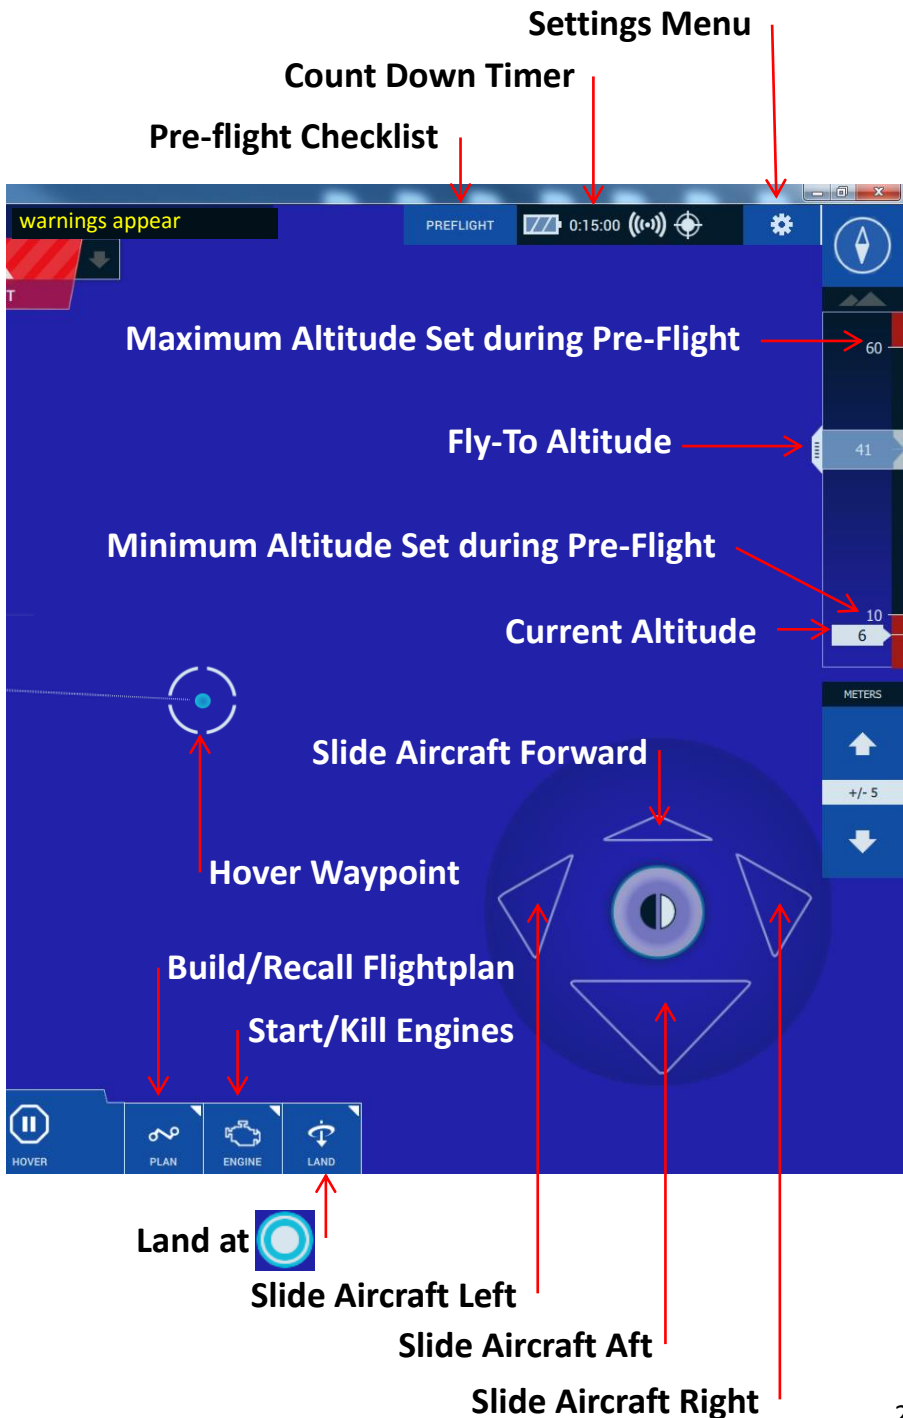 Settings Menu
Count Down Timer
Pre-flight Checklist
warnings appear
PREFLIGHT
0:15:00
T
Maximum Altitude Set during Pre-Flight
60
Fly-To Altitude
41
Minimum Altitude Set during Pre-Flight
10
Current Altitude
6
METERS
Slide Aircraft Forward
+/- 5
Hover Waypoint
Build/Recall Flightplan
Start/Kill Engines
HOVER
PLAN
ENGINE
LAND
Land at
Slide Aircraft Left
Slide Aircraft Aft
Slide Aircraft Right